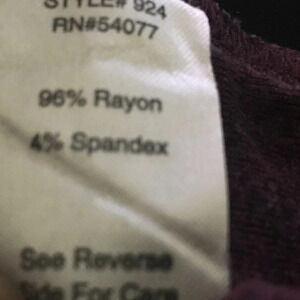 STYLE# 924
RN#54077
96% Rayon
4% Spandex
See Reverse
Side For Care